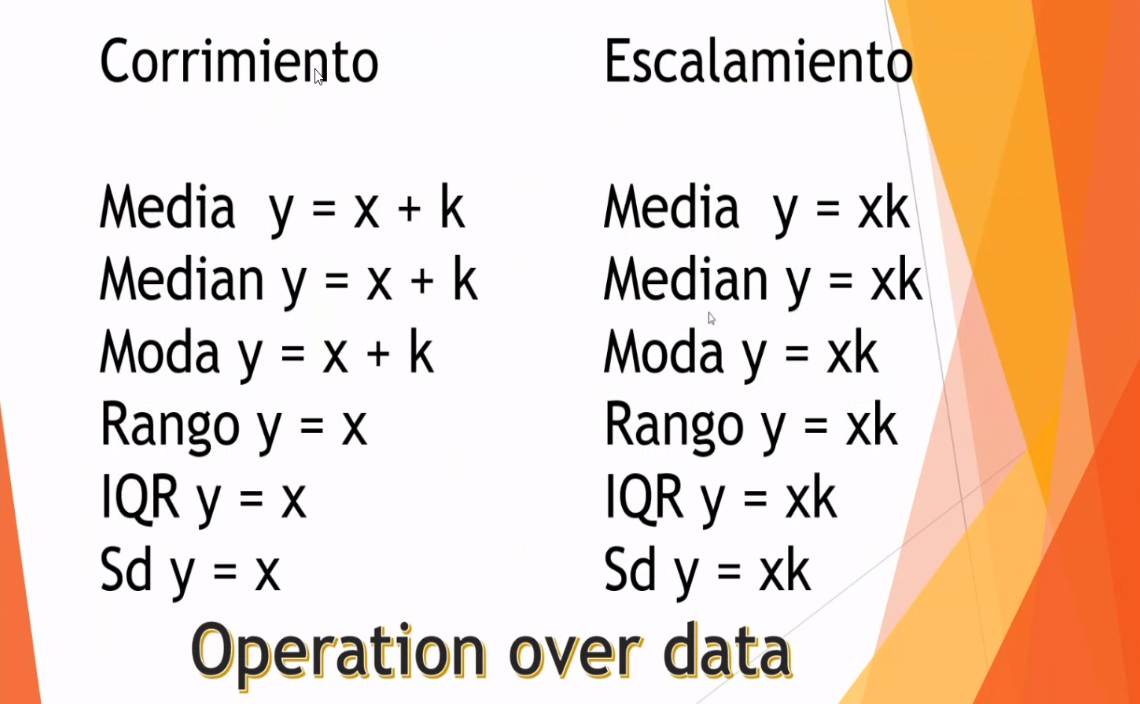 Corrimiento
Media y = x + k
Median y = x + k
Moda y = x + k
Rango y = x
IQR y = x
Sd y = x
Escalamiento
Media y = xk
Median y = xk
Moda y = xk
Rango y = xk
IQR y = xk
Sd y = xk
Operation over data